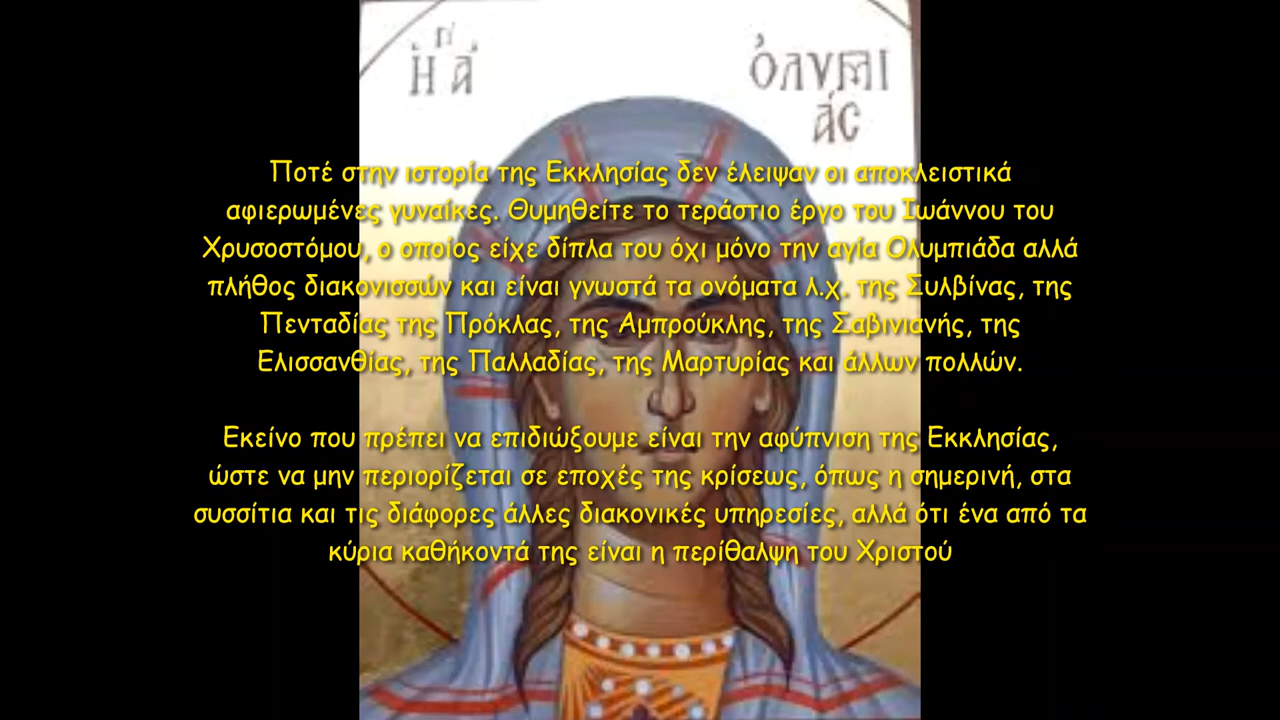 Ἡ Ἁγί
ὈΛΥΜΠΙ
άς
Ποτέ στην ιστορία της Εκκλησίας δεν έλειψαν οι αποκλειστικά
αφιερωμένες γυναίκες. Θυμηθείτε το τεράστιο έργο του Ιωάννου του
Χρυσοστόμου, ο οποίος είχε δίπλα του όχι μόνο την αγία Ολυμπιάδα αλλά
πλήθος διακονισσών και είναι γνωστά τα ονόματα λ.χ. της Συλβίνας, της
Πενταδίας της Πρόκλας, της Αμπρούκλης, της Σαβινιανής, της
Ελισσανθίας, της Παλλαδίας, της Μαρτυρίας και άλλων πολλών.
Εκείνο που πρέπει να επιδιώξουμε είναι την αφύπνιση της Εκκλησίας,
ώστε να μην περιορίζεται σε εποχές της κρίσεως, όπως η σημερινή, στα
συσσίτια και τις διάφορες άλλες διακονικές υπηρεσίες, αλλά ότι ένα από τα
κύρια καθήκοντά της είναι η περίθαλψη του Χριστού